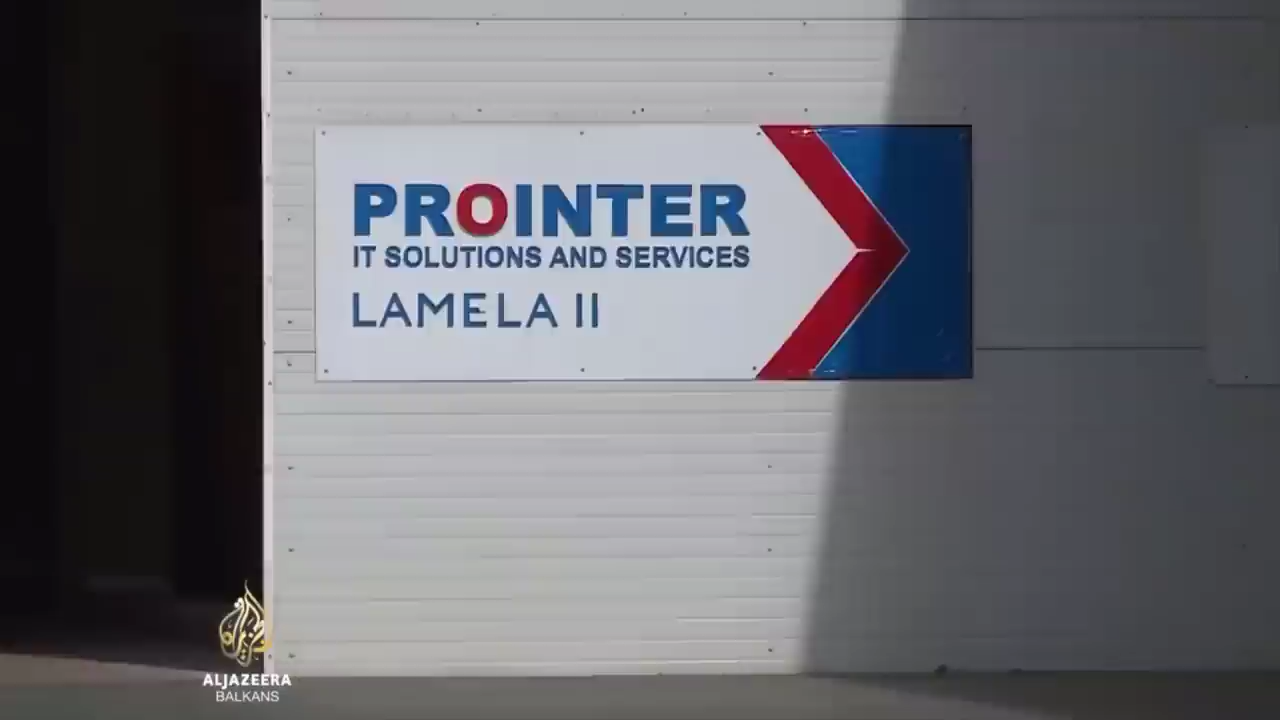 PROINTER
IT SOLUTIONS AND SERVICES
LAMELA II
ALJAZEERA
BALKANS